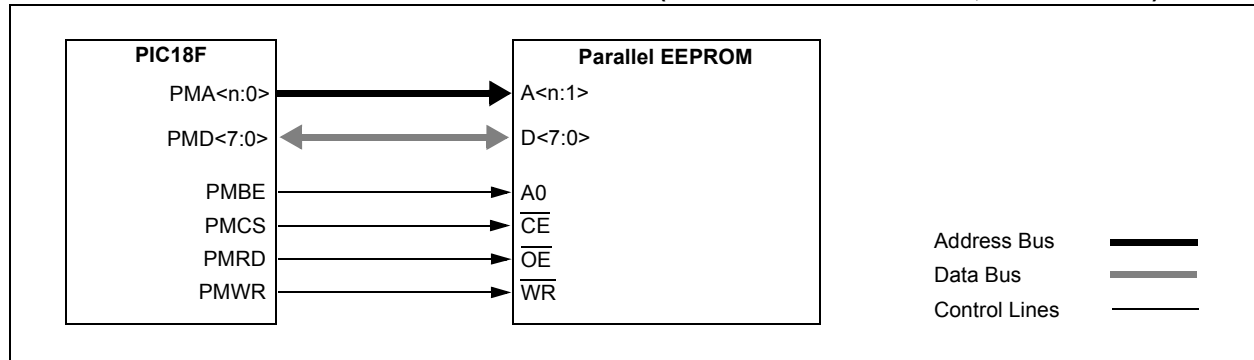 PIC18F
Parallel EEPROM
PMA<n:0>
A<n:1>
PMD<7:0>
D<7:0>
PMBE
A0
PMCS
CE
PMRD
OE
PMWR
WR
Address Bus
Data Bus
Control Lines